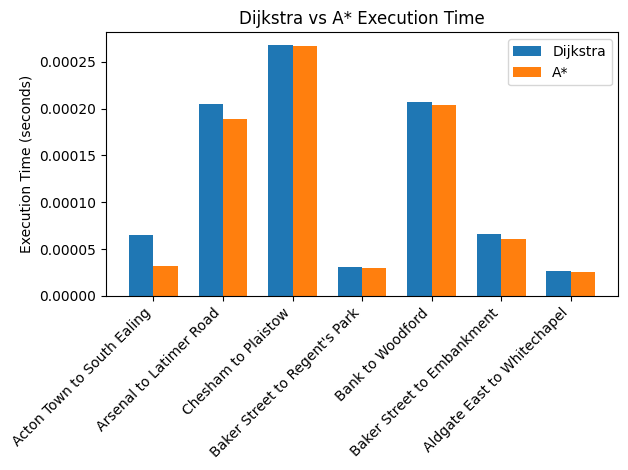 Dijkstra vs A* Execution Time
Execution Time (seconds)
0.00025
0.00020
0.00015
0.00010
0.00005
0.00000
Dijkstra
A*
Acton Town to South Ealing
Arsenal to Latimer Road
Chesham to Plaistow
Baker Street to Regent's Park
Bank to Woodford
Baker Street to Embankment
Aldgate East to Whitechapel